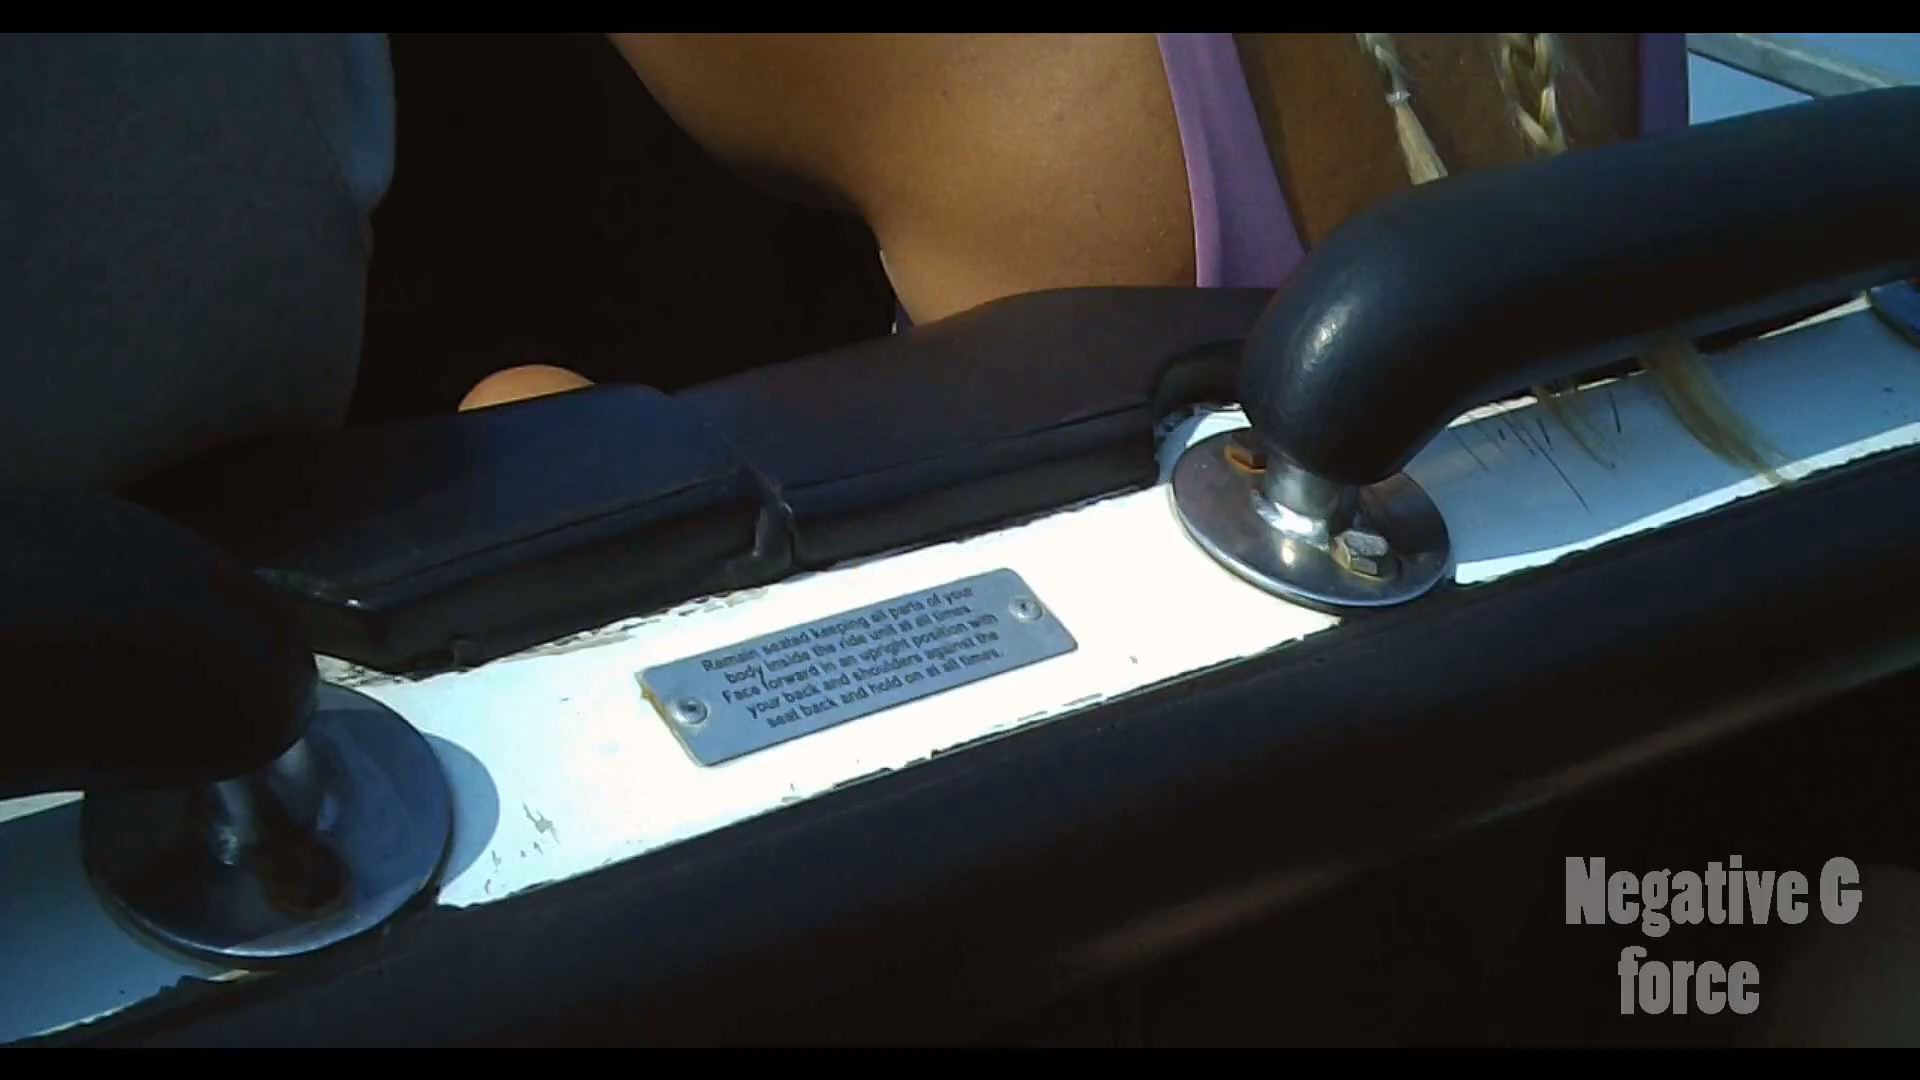 Remain seated keeping all parts of your
body inside the ride unit at all times
Face forward in an upright position with
your back and shoulders against the
seat back and hold on at all times.
Negative G
force